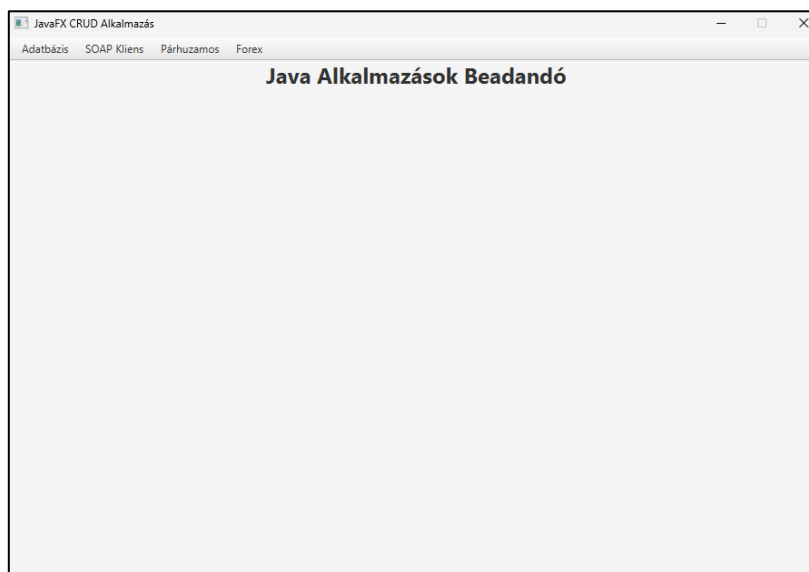 JavaFX CRUD Alkalmazás
Adatbázis SOAP Kliens Párhuzamos Forex
Java Alkalmazások Beadandó